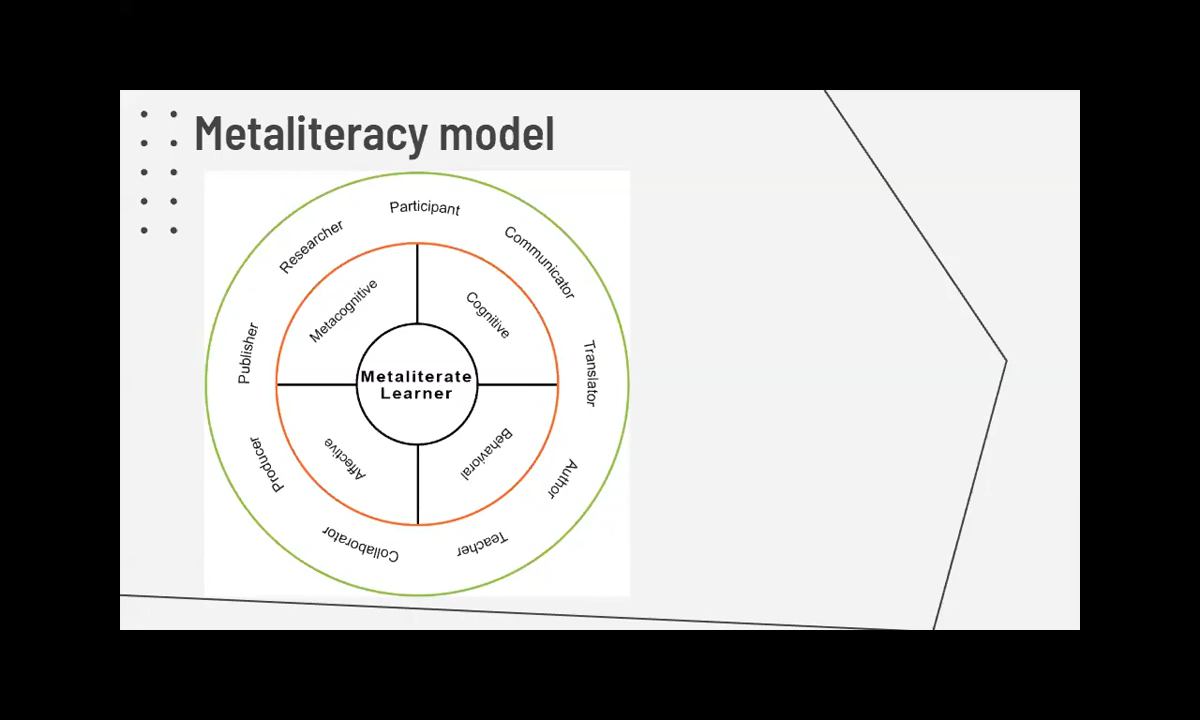 Metaliteracy model
Participant
Communicator
Translator
Author
Teacher
Collaborator
Producer
Publisher
Researcher
Metacognitive
Cognitive
Behavioral
Affective
Metaliterate
Learner